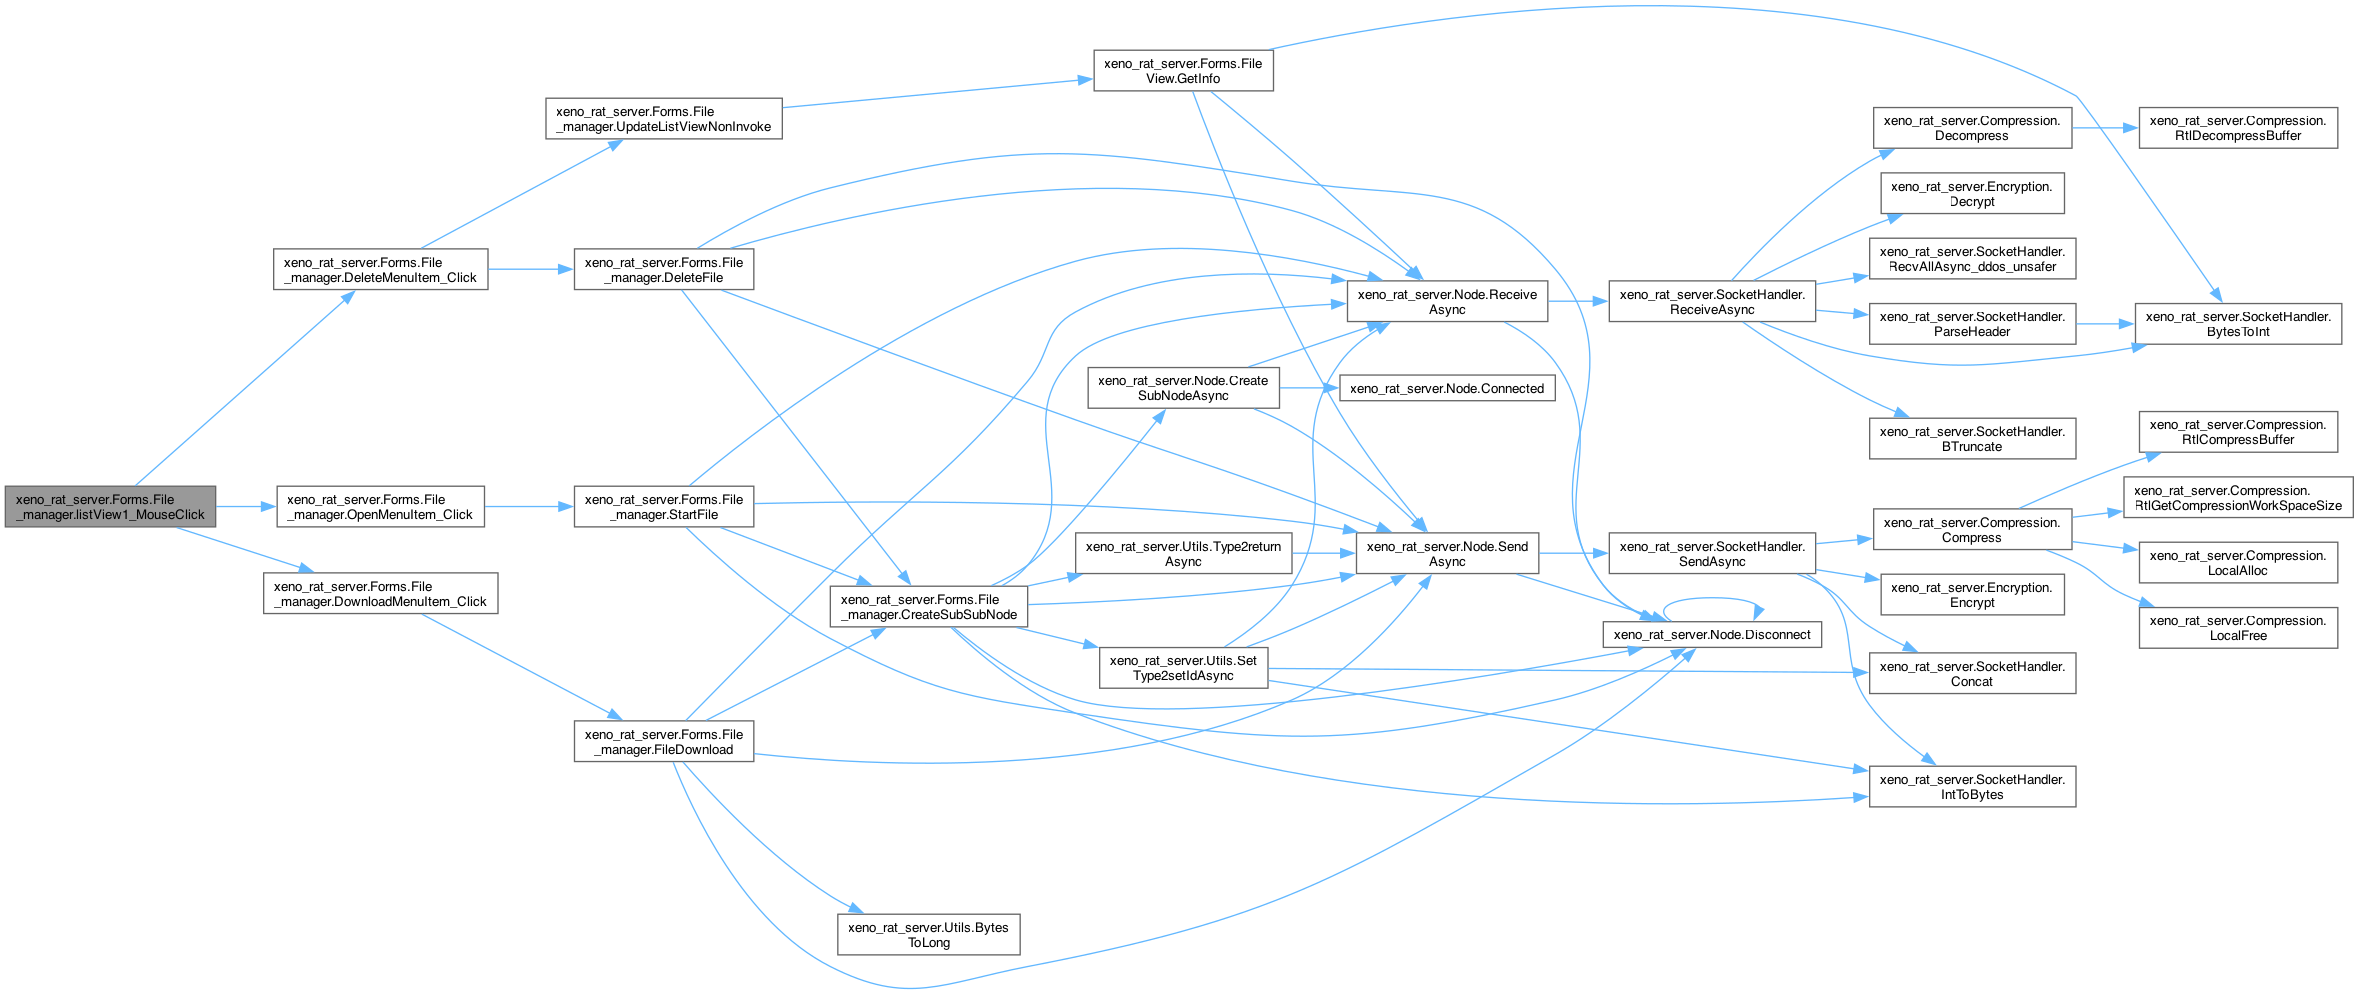 xeno_rat_server.Forms.File
_manager.listView1_MouseClick
xeno_rat_server.Forms.File
_manager.DeleteMenuItem_Click
xeno_rat_server.Forms.File
_manager.OpenMenuItem_Click
xeno_rat_server.Forms.File
_manager.DownloadMenuItem_Click
xeno_rat_server.Forms.File
_manager.UpdateListViewNonInvoke
xeno_rat_server.Forms.File
_manager.DeleteFile
xeno_rat_server.Forms.File
_manager.StartFile
xeno_rat_server.Forms.File
_manager.FileDownload
xeno_rat_server.Forms.File
_manager.CreateSubSubNode
xeno_rat_server.Utils.Bytes
ToLong
xeno_rat_server.Forms.File
View.GetInfo
xeno_rat_server.Node.Create
SubNodeAsync
xeno_rat_server.Utils.Type2return
Async
xeno_rat_server.Utils.Set
Type2setIdAsync
xeno_rat_server.Node.Receive
Async
xeno_rat_server.Node.Connected
xeno_rat_server.Node.Send
Async
xeno_rat_server.SocketHandler.
ReceiveAsync
xeno_rat_server.SocketHandler.
SendAsync
xeno_rat_server.Node.Disconnect
xeno_rat_server.Compression.
Decompress
xeno_rat_server.Encryption.
Decrypt
xeno_rat_server.SocketHandler.
RecvAllAsync_ddos_unsafer
xeno_rat_server.SocketHandler.
ParseHeader
xeno_rat_server.SocketHandler.
BTruncate
xeno_rat_server.Compression.
Compress
xeno_rat_server.Encryption.
Encrypt
xeno_rat_server.SocketHandler.
Concat
xeno_rat_server.SocketHandler.
IntToBytes
xeno_rat_server.Compression.
RtlDecompressBuffer
xeno_rat_server.SocketHandler.
BytesToInt
xeno_rat_server.Compression.
RtlCompressBuffer
xeno_rat_server.Compression.
RtlGetCompressionWorkSpaceSize
xeno_rat_server.Compression.
LocalAlloc
xeno_rat_server.Compression.
LocalFree